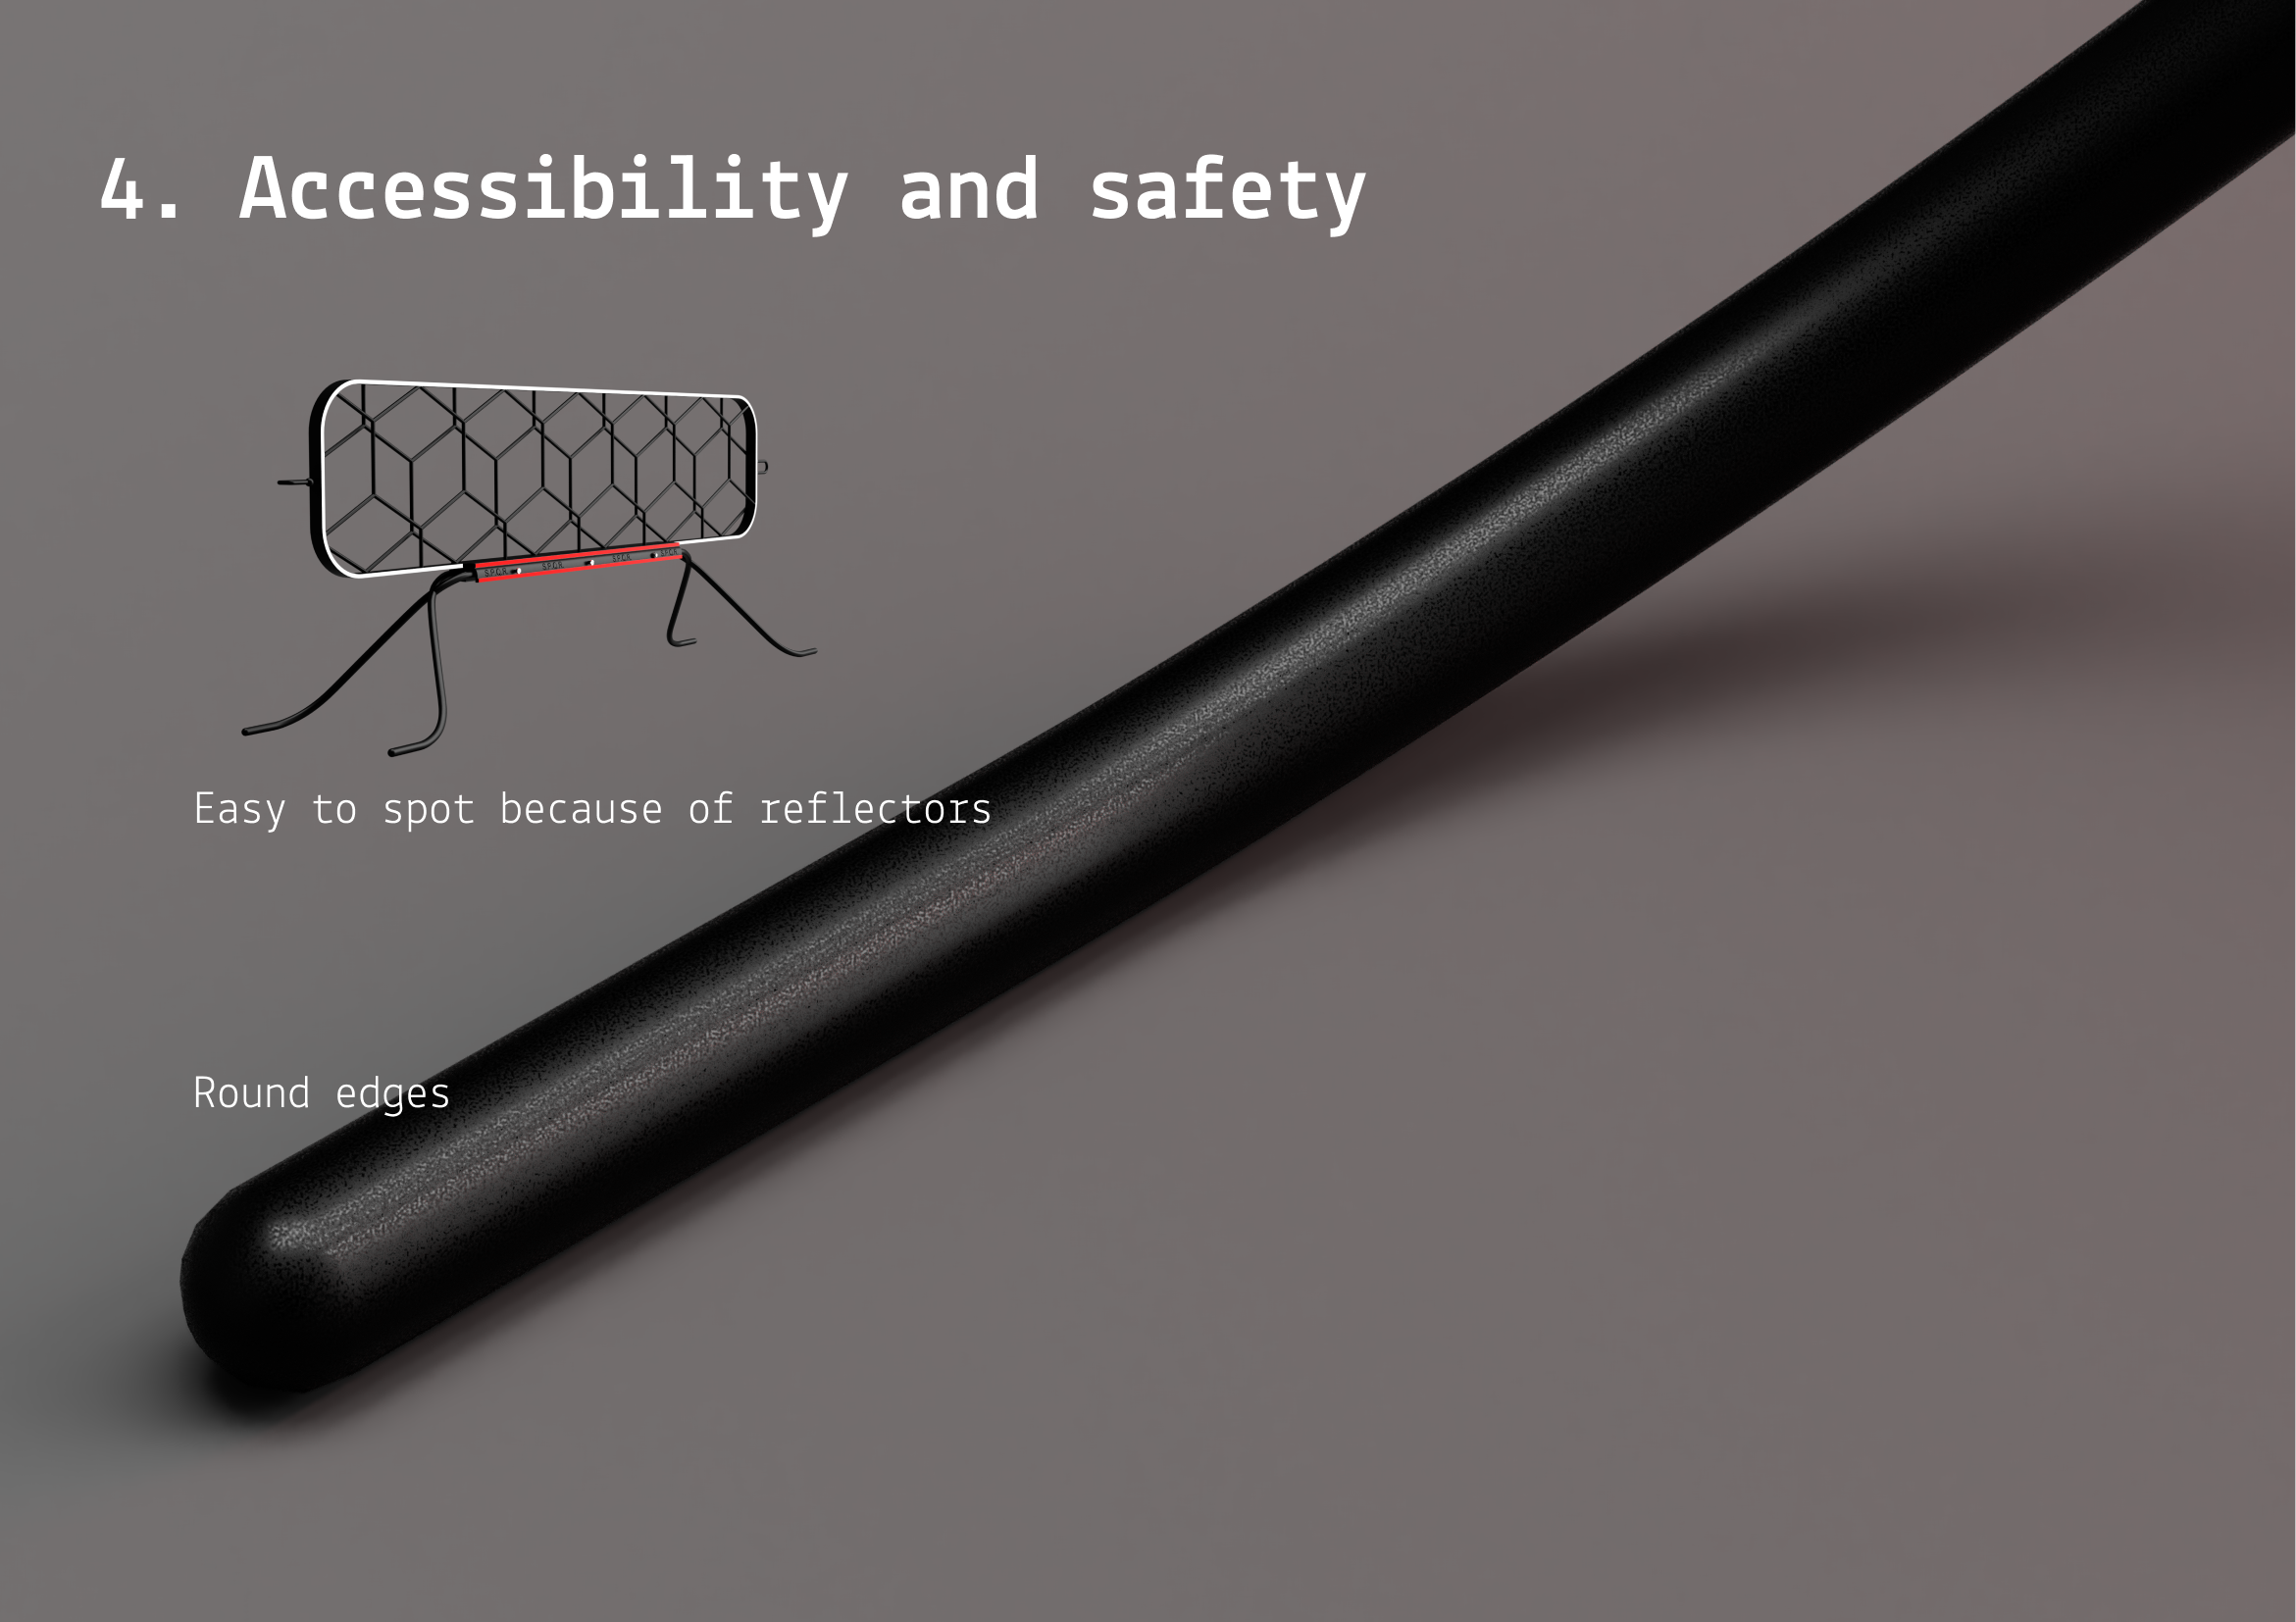 4. Accessibility and safety
Easy to spot because of reflectors
Round edges